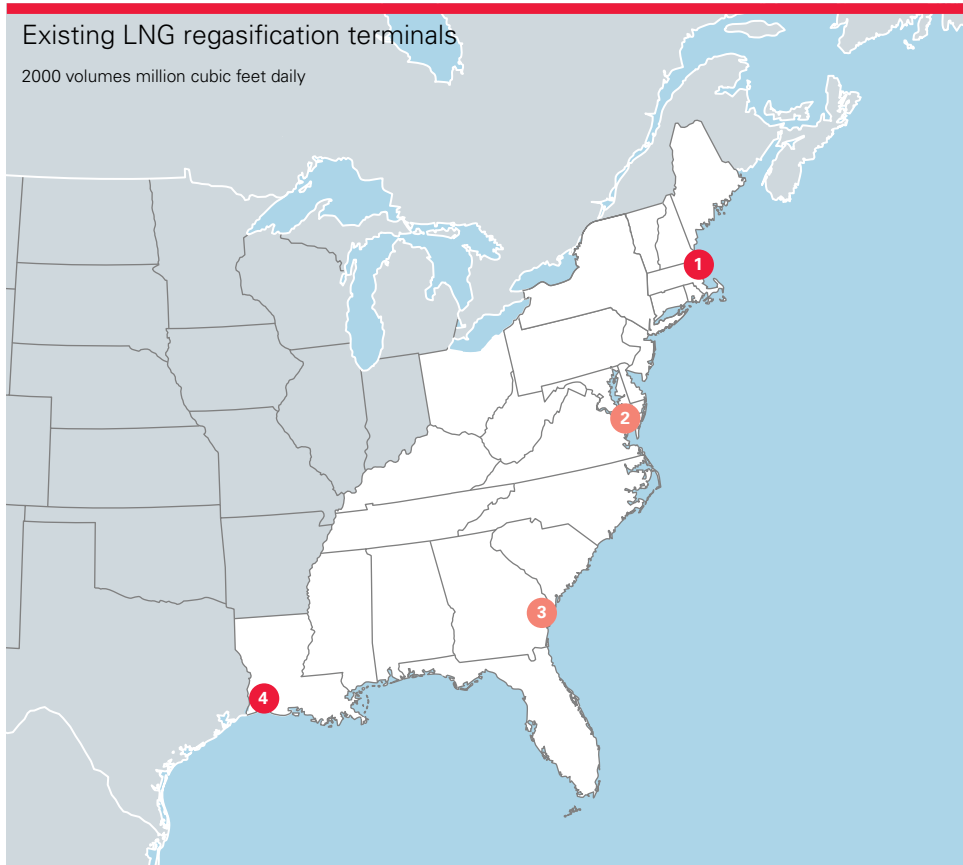 Existing LNG regasification terminals
2000 volumes million cubic feet daily
1
2
3
4